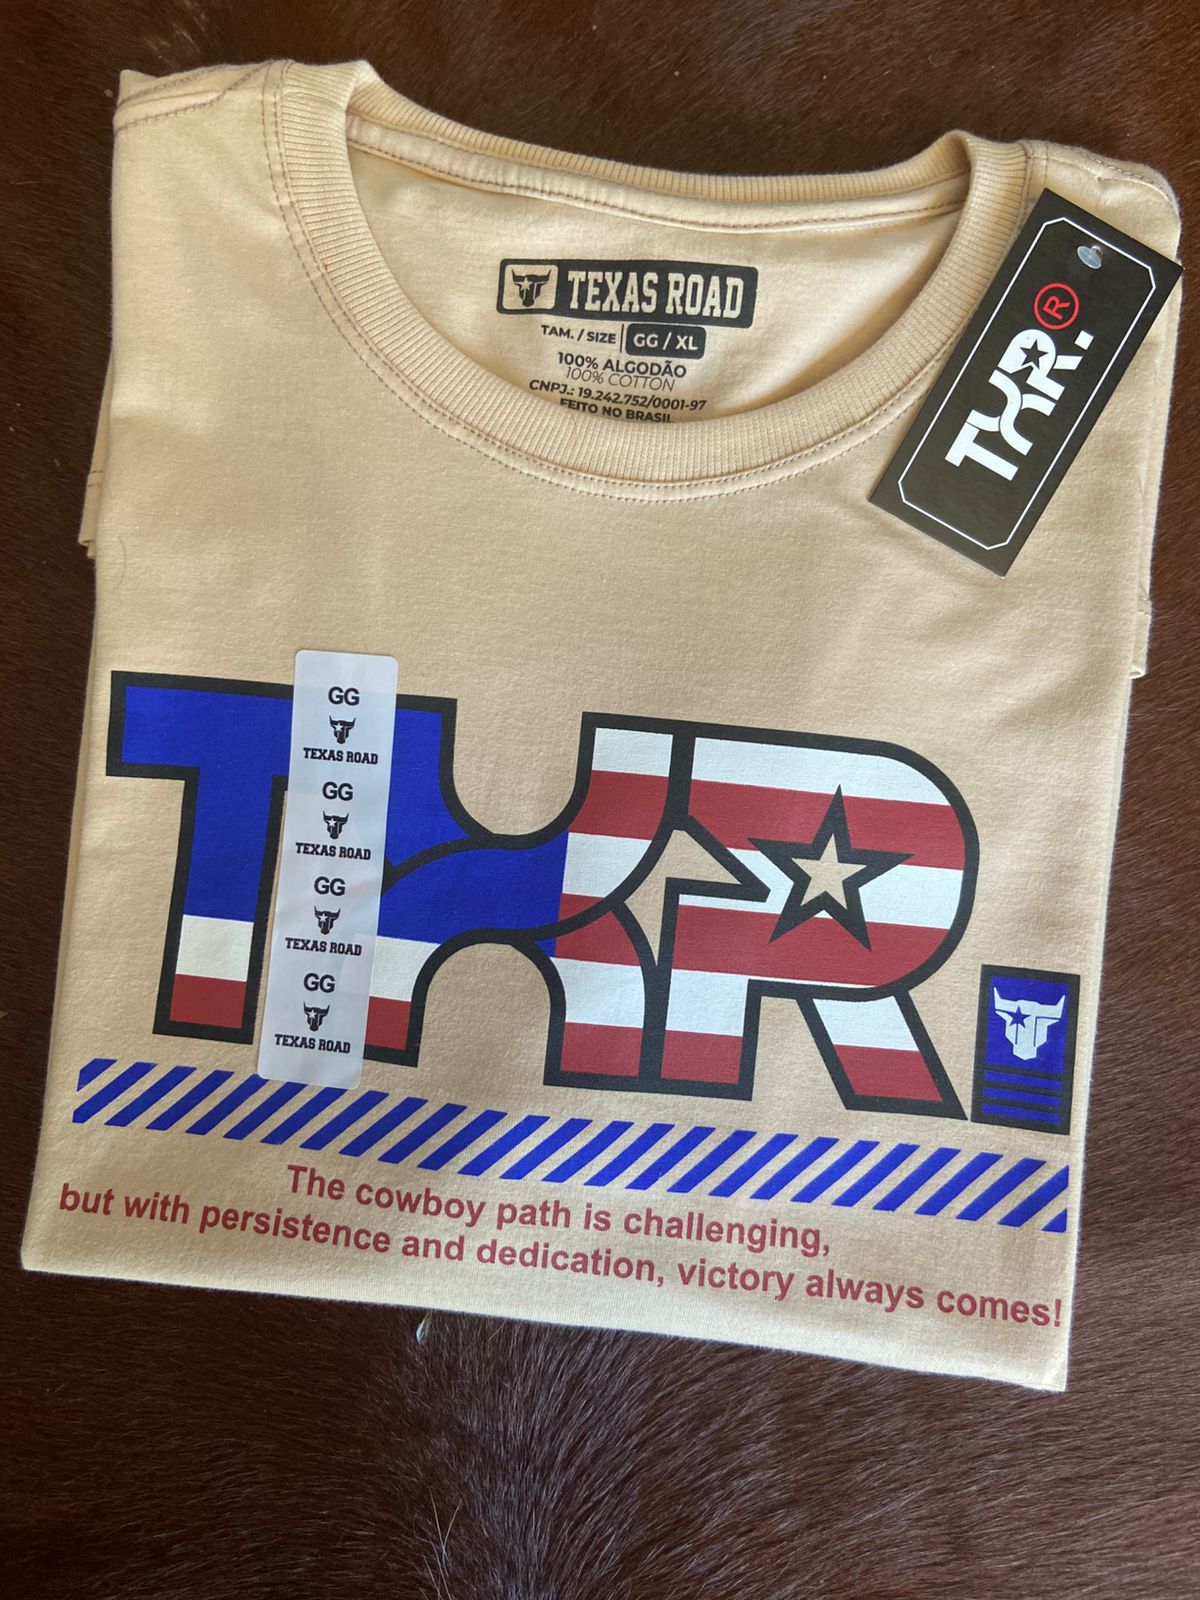 TEXAS ROAD
TAM. / SIZE GG / XL
100% ALGODÃO
100% COTTON
CNPJ.: 19.242.752/0001-97
FEITO NO BRASIL
TXR.®
GG
TEXAS ROAD
GG
TEXAS ROAD
GG
TEXAS ROAD
GG
TEXAS ROAD
TXR.
The cowboy path is challenging,
but with persistence and dedication, victory always comes!